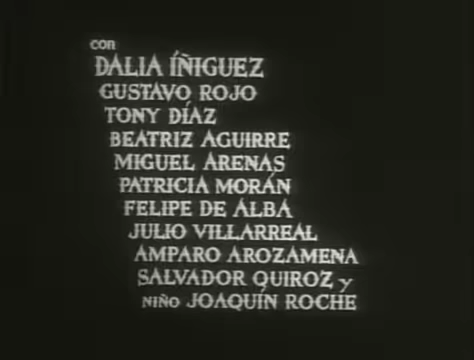 con
DALIA ÍÑIGUEZ
GUSTAVO ROJO
TONY DÍAZ
BEATRIZ AGUIRRE
MIGUEL ARENAS
PATRICIA MORÁN
FELIPE DE ALBA
JULIO VILLARREAL
AMPARO AROZAMENA
SALVADOR QUIROZ y
NIÑO JOAQUÍN ROCHE